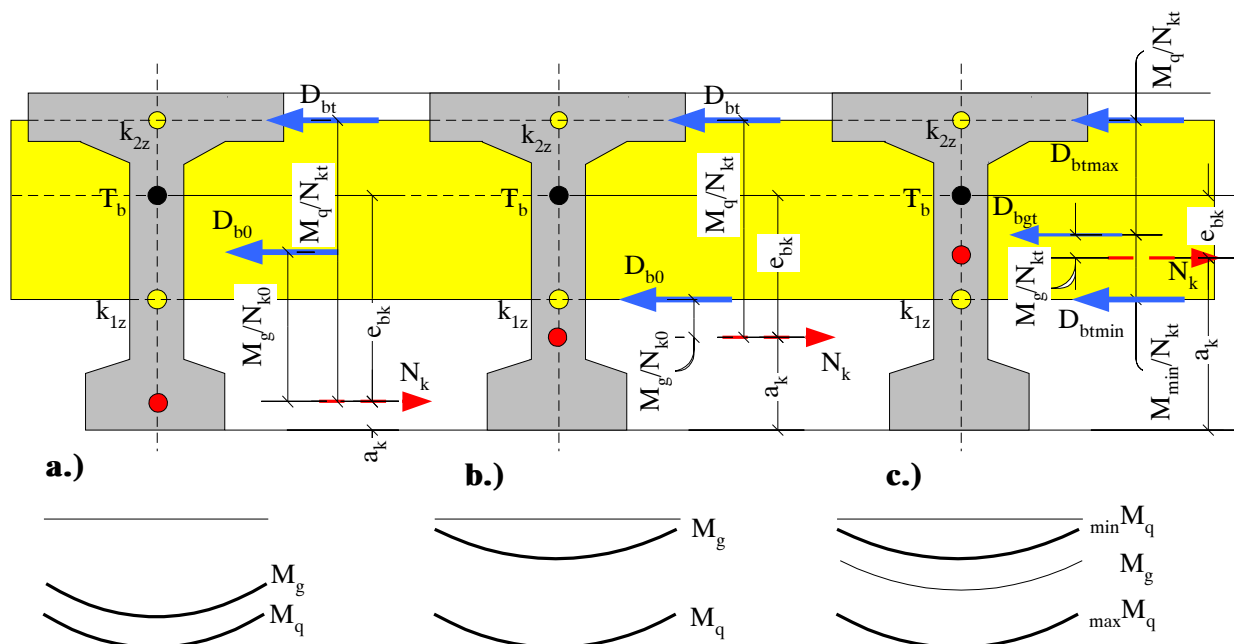 D_bt
k_2z
T_b
D_b0
M_q/N_kt
e_bk
k_1z
M_g/N_k0
N_k
a_k
a.)
D_bt
k_2z
T_b
M_q/N_kt
e_bk
D_b0
k_1z
M_g/N_k0
N_k
a_k
b.)
M_q/N_kt
k_2z
D_btmax
T_b
D_bgt
e_bk
N_k
M_g/N_kt
k_1z
D_btmin
a_k
M_min/N_kt
c.)
M_g
M_q
M_g
M_q
_minM_q
M_g
_maxM_q